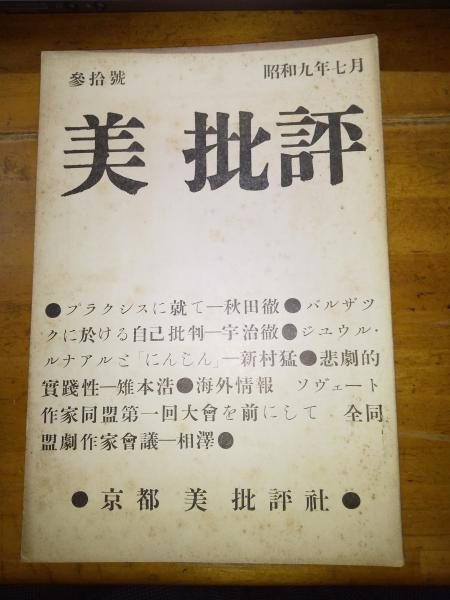 參拾號 昭和九年七月
美批評
●プラクシスに就て—秋田徹●バルザツ
クに於ける自己批判—宇治徹●ジユウル・
ルナアルと「にんじん」—新村猛●悲劇的
實踐性—雉本浩●海外情報 ソヴェート
作家同盟第一回大會を前にして 全同
盟劇作家會議—相澤●
●京都 美批評社●